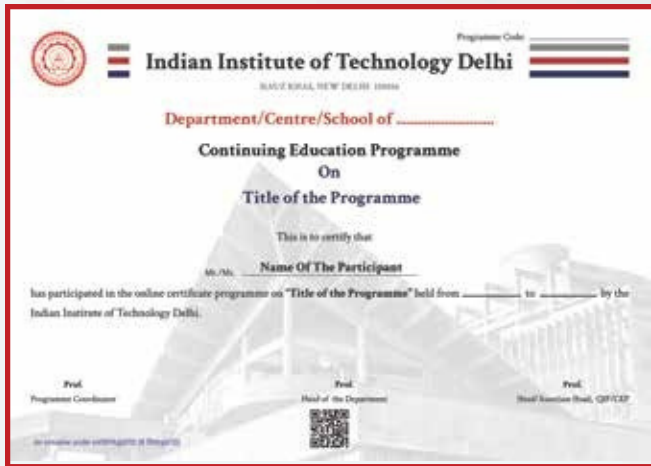 Programme Code:
Indian Institute of Technology Delhi
HAUZ KHAS, NEW DELHI-110016
Department/Centre/School of ........................
Continuing Education Programme
On
Title of the Programme
This is to certify that
Mr./Ms. Name Of The Participant
has participated in the online certificate programme on "Title of the Programme" held from ________ to ________ by the
Indian Institute of Technology Delhi.
Prof. Prof. Prof.
Programme Coordinator Head of the Department Head/Associate Head, QIP/CEP